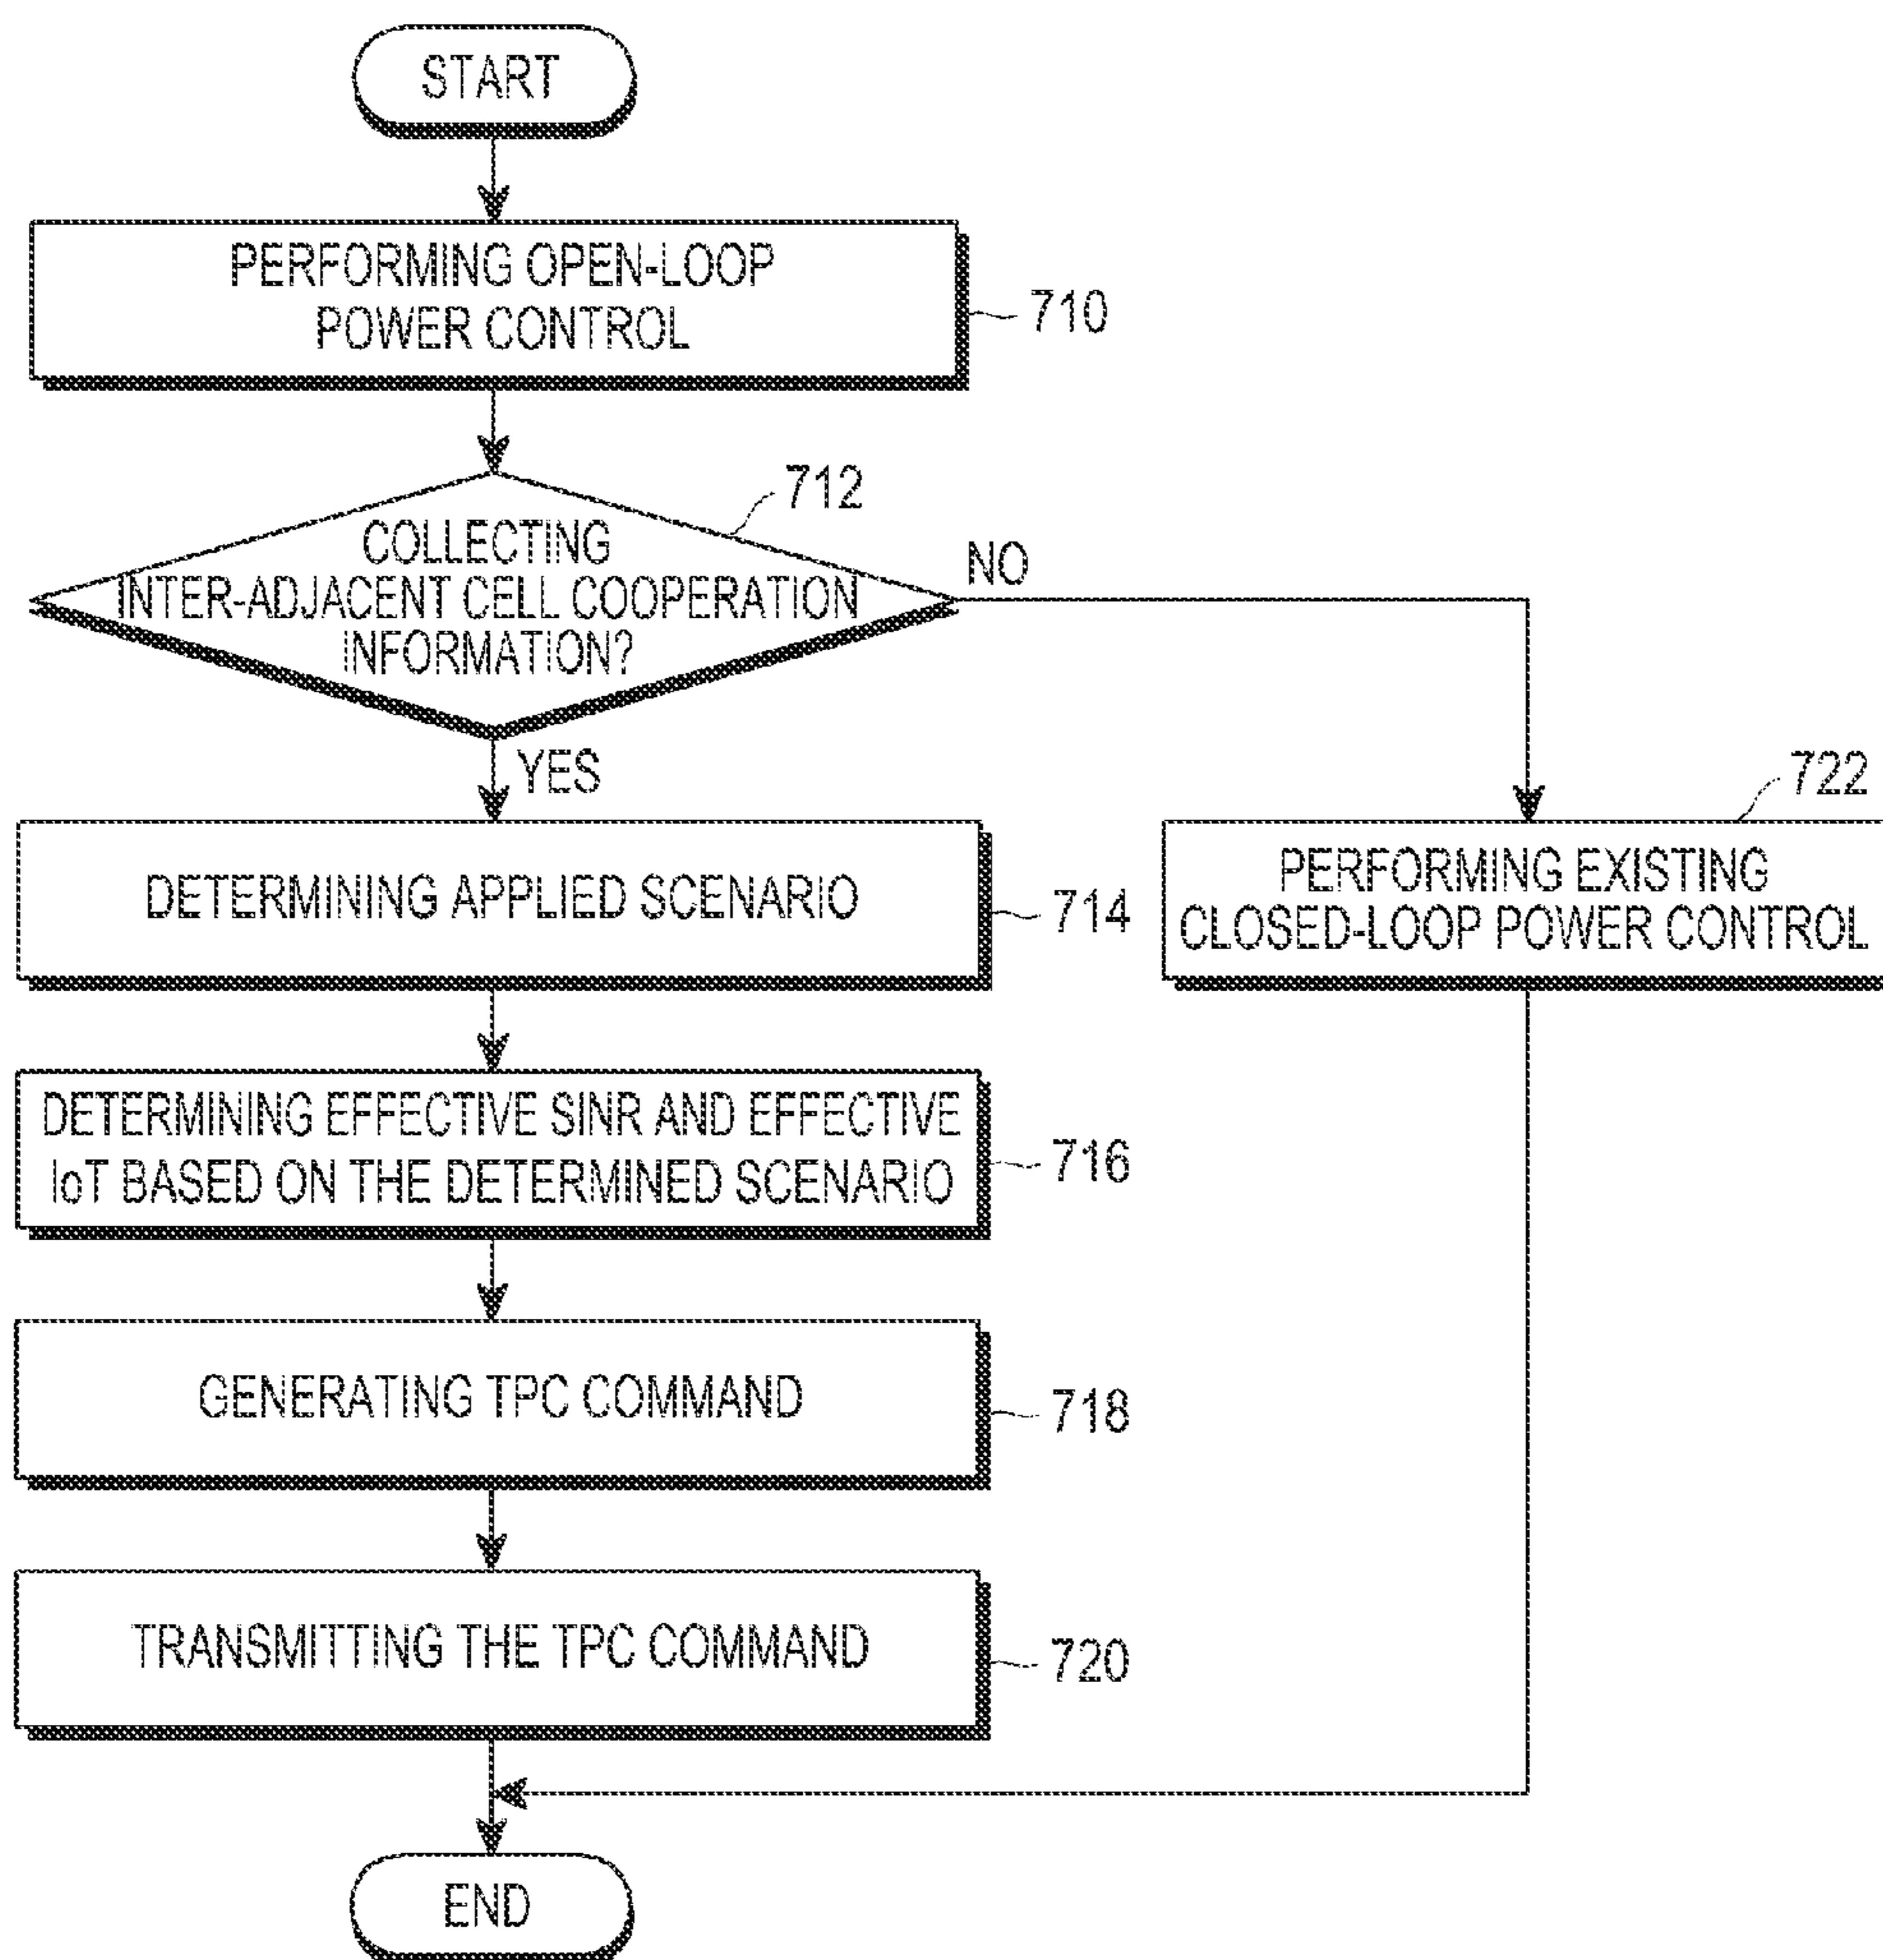 START
PERFORMING OPEN-LOOP
POWER CONTROL
710
712
COLLECTING
INTER-ADJACENT CELL COOPERATION
INFORMATION?
NO
YES
722
DETERMINING APPLIED SCENARIO
714
PERFORMING EXISTING
CLOSED-LOOP POWER CONTROL
DETERMINING EFFECTIVE SINR AND EFFECTIVE
IoT BASED ON THE DETERMINED SCENARIO
716
GENERATING TPC COMMAND
718
TRANSMITTING THE TPC COMMAND
720
END